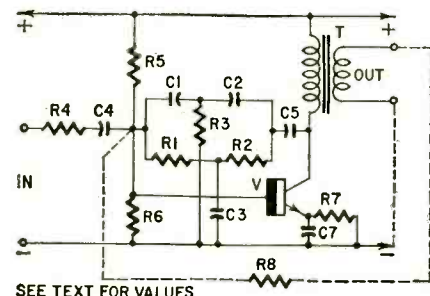 + + T
R5
C1 C2
OUT
R4 C4 R3 C5
R1 R2
IN
V
R7
R6 C3
C7
− −
R8
SEE TEXT FOR VALUES